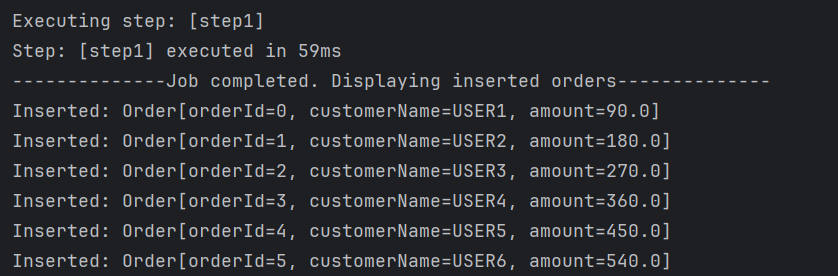 Executing step: [step1]
Step: [step1] executed in 59ms
--------------Job completed. Displaying inserted orders--------------
Inserted: Order[orderId=0, customerName=USER1, amount=90.0]
Inserted: Order[orderId=1, customerName=USER2, amount=180.0]
Inserted: Order[orderId=2, customerName=USER3, amount=270.0]
Inserted: Order[orderId=3, customerName=USER4, amount=360.0]
Inserted: Order[orderId=4, customerName=USER5, amount=450.0]
Inserted: Order[orderId=5, customerName=USER6, amount=540.0]